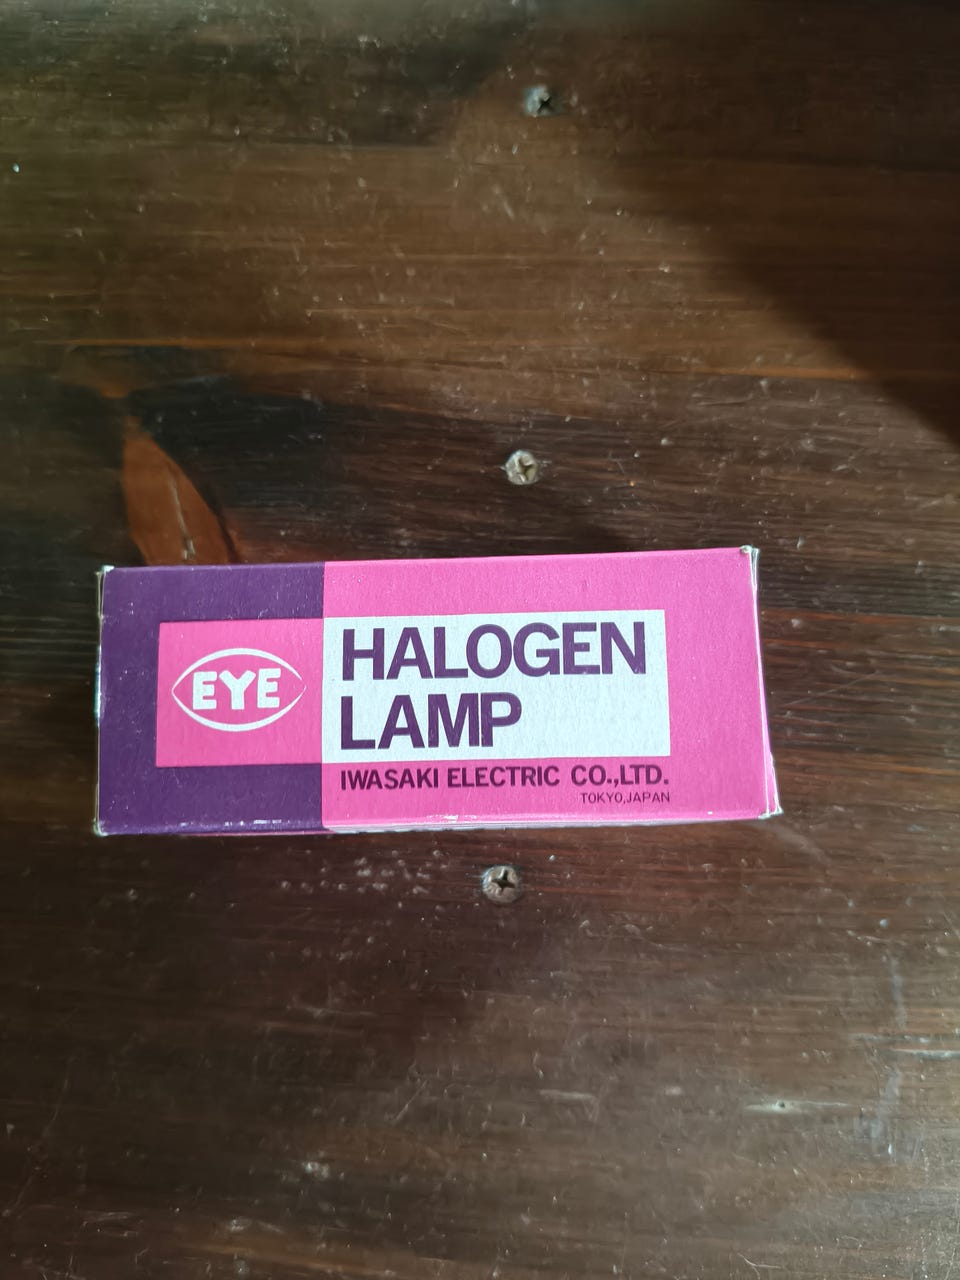 EYE
HALOGEN
LAMP
IWASAKI ELECTRIC CO.,LTD.
TOKYO,JAPAN